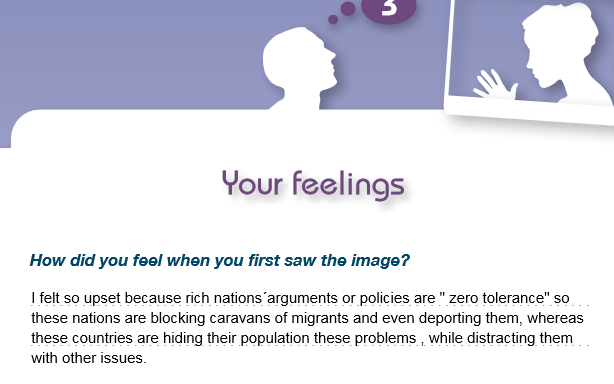 3
Your feelings
How did you feel when you first saw the image?
I felt so upset because rich nations´arguments or policies are " zero tolerance" so
these nations are blocking caravans of migrants and even deporting them, whereas
these countries are hiding their population these problems , while distracting them
with other issues.